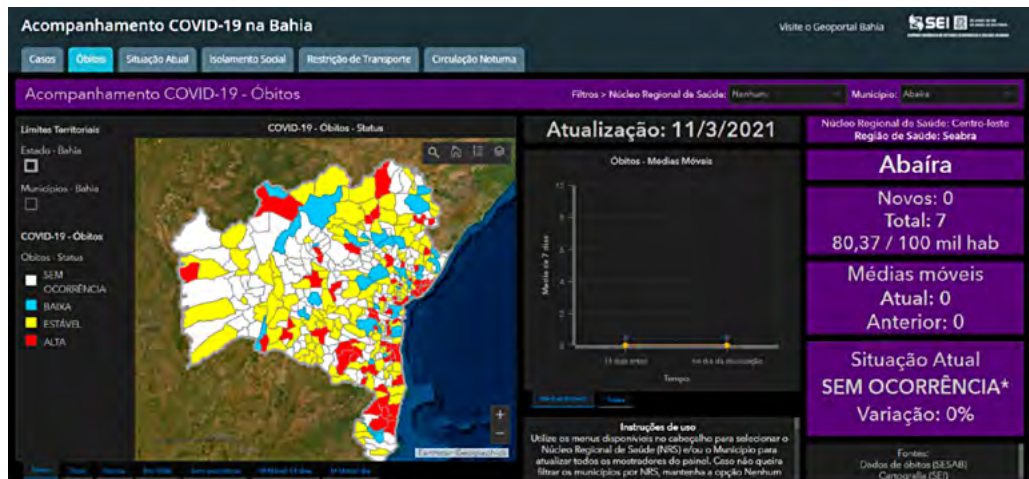 Acompanhamento COVID-19 na Bahia
Visite o Geoportal Bahia
SEI
Casos
Óbitos
Situação Atual
Isolamento Social
Restrição de Transporte
Circulação Noturna
Acompanhamento COVID-19 - Óbitos
Filtros > Núcleo Regional de Saúde: Nenhum
Município: Abaíra
Limites Territoriais
Estado - Bahia
Municípios - Bahia
COVID-19 - Óbitos
Óbitos - Status
SEM
OCORRÊNCIA
BAIXA
ESTÁVEL
ALTA
COVID-19 - Óbitos - Status
+
−
Atualização: 11/3/2021
Óbitos - Medias Móveis
Média de 7 dias
Tempo
Instruções de uso
Utilize os menus disponíveis no cabeçalho para selecionar o
Núcleo Regional de Saúde (NRS) e/ou o Município para
atualizar todos os mostradores do painel. Caso não queira
filtrar os municípios por NRS, mantenha a opção Nenhum
Núcleo Regional de Saúde: Centro-leste
Região de Saúde: Seabra
Abaíra
Novos: 0
Total: 7
80,37 / 100 mil hab
Médias móveis
Atual: 0
Anterior: 0
Situação Atual
SEM OCORRÊNCIA*
Variação: 0%
Fontes:
Dados de óbitos (SESAB)
Cartografia (SEI)